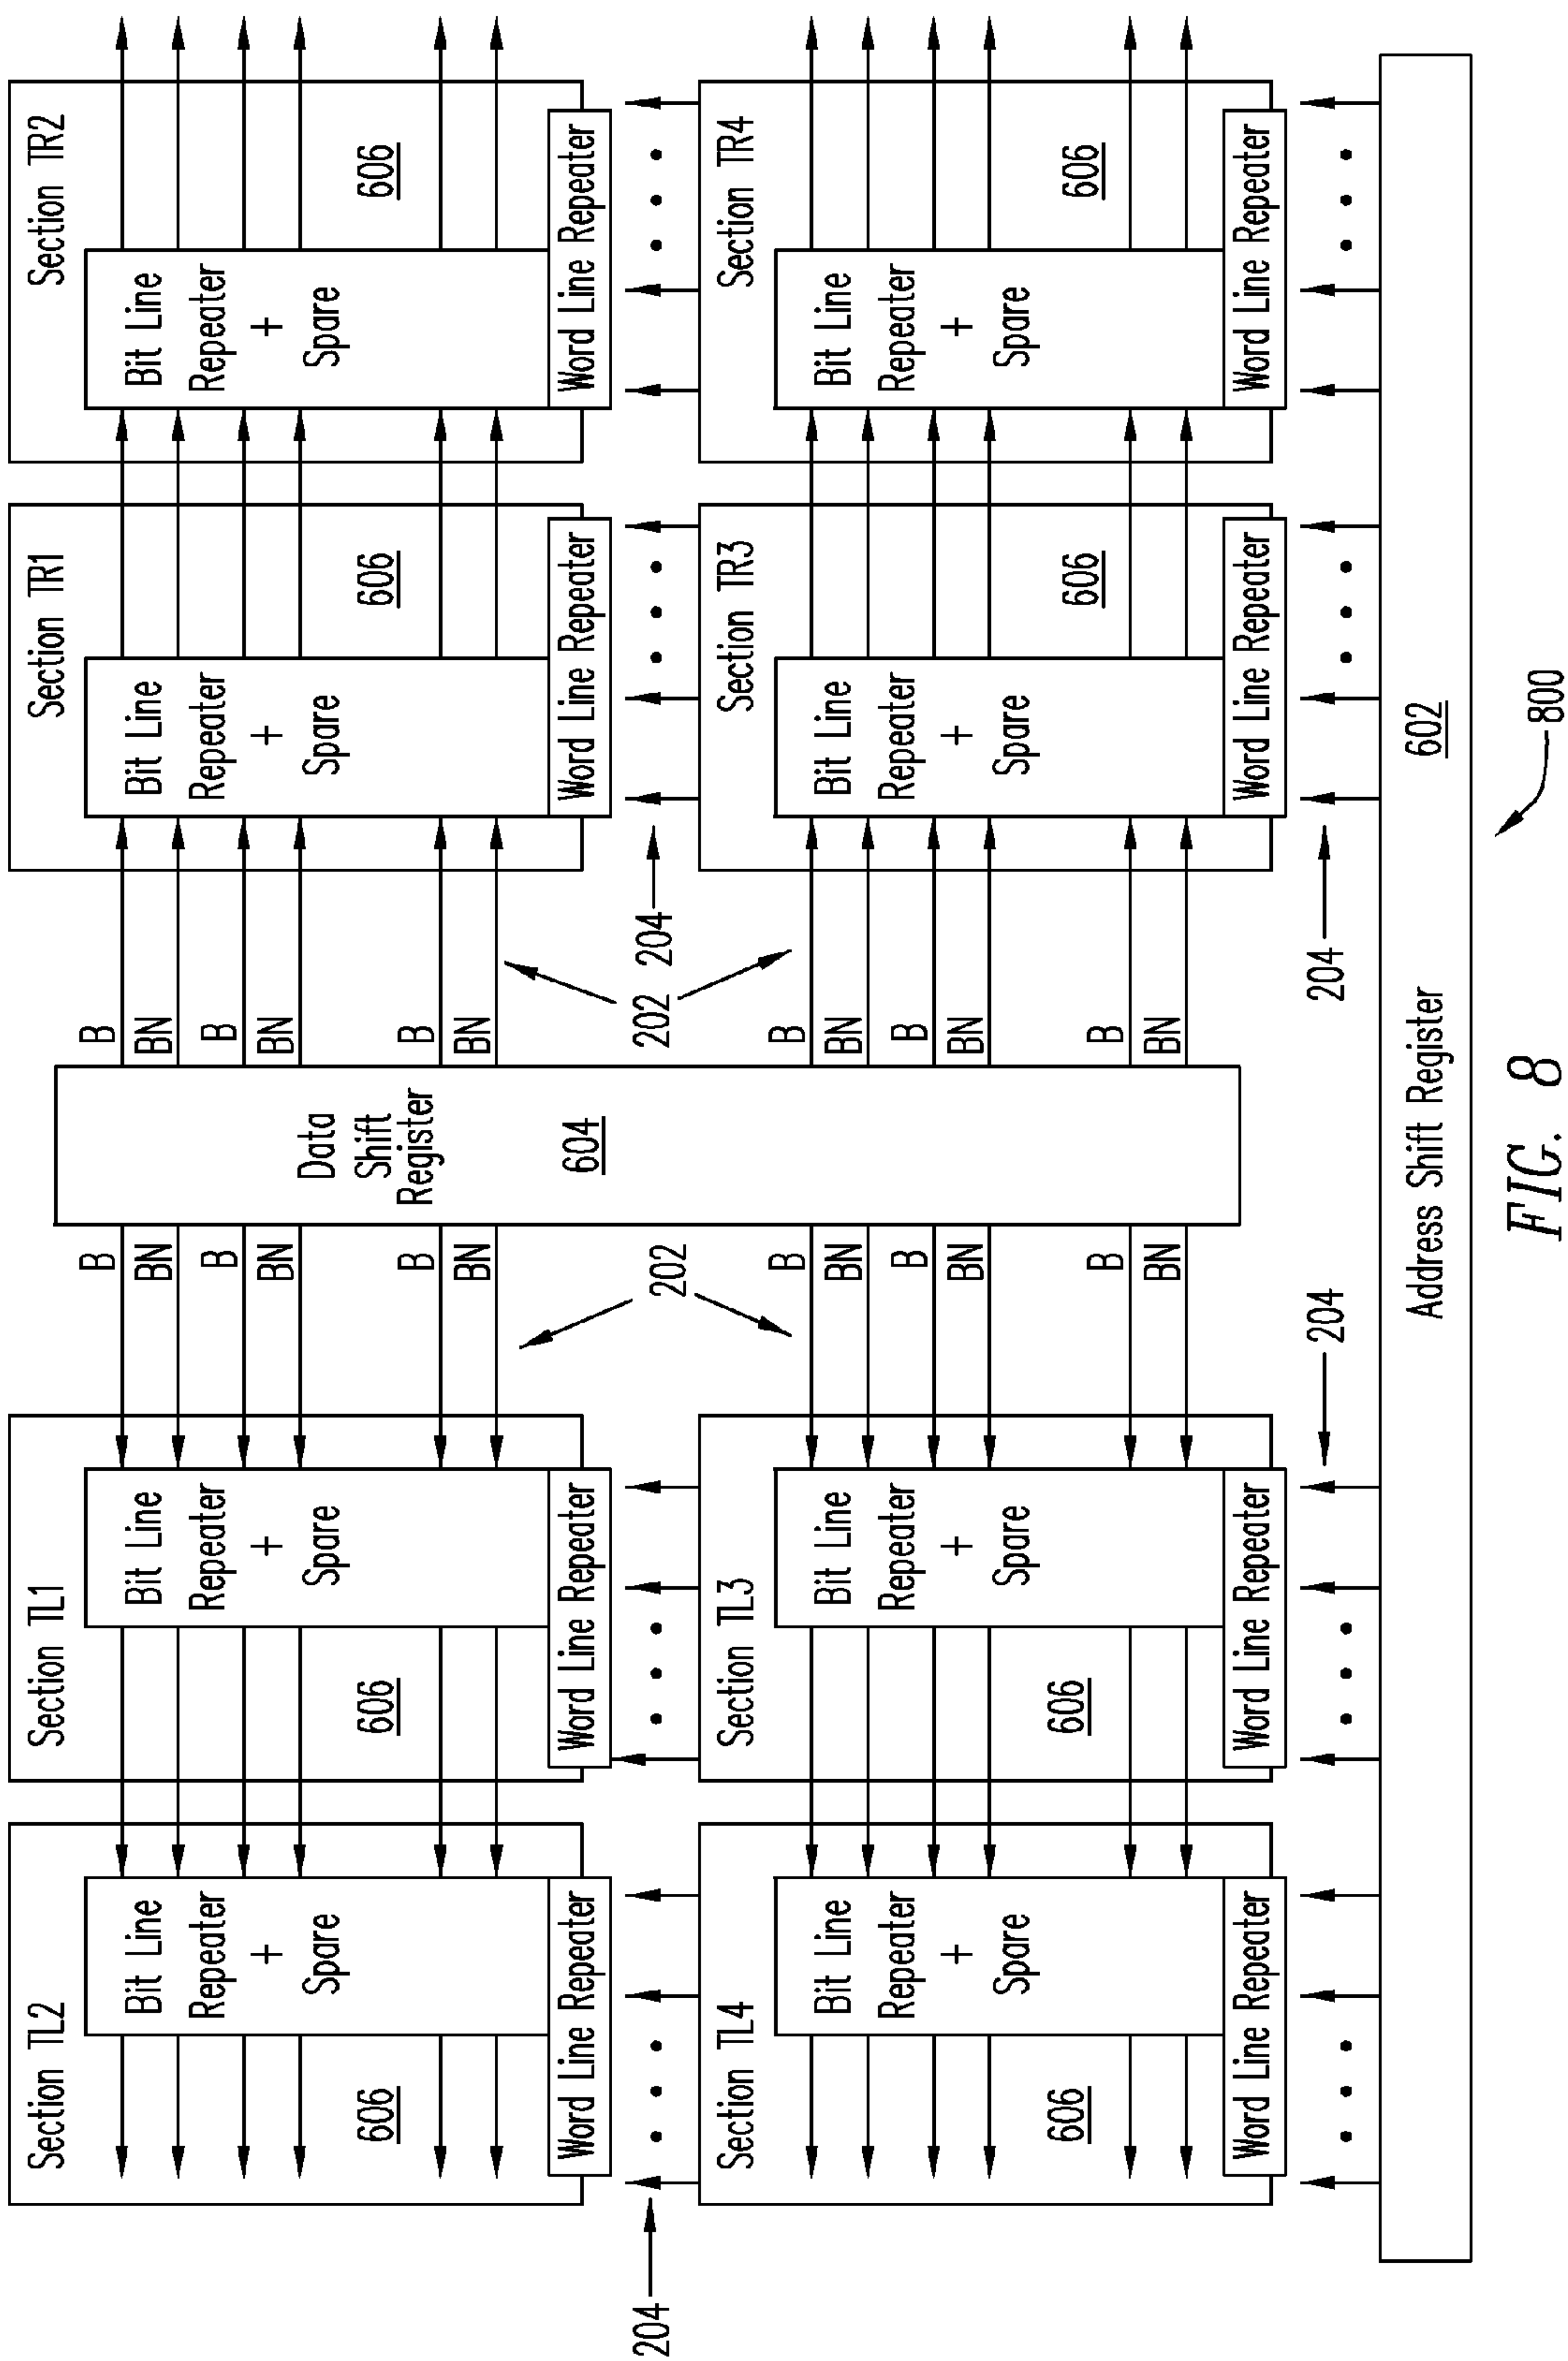 Section TL2
Bit Line
Repeater
+
Spare
606
Word Line Repeater
Section TL1
Bit Line
Repeater
+
Spare
606
Word Line Repeater
B
BN
B
BN
B
BN
202
Data
Shift
Register
604
B
BN
B
BN
B
BN
202
Section TR1
Bit Line
Repeater
+
Spare
606
Word Line Repeater
Section TR2
Bit Line
Repeater
+
Spare
606
Word Line Repeater
204
204
Section TL4
Bit Line
Repeater
+
Spare
606
Word Line Repeater
Section TL3
Bit Line
Repeater
+
Spare
606
Word Line Repeater
B
BN
B
BN
B
BN
B
BN
B
BN
B
BN
Section TR3
Bit Line
Repeater
+
Spare
606
Word Line Repeater
Section TR4
Bit Line
Repeater
+
Spare
606
Word Line Repeater
204
204
Address Shift Register
602
FIG. 8
800